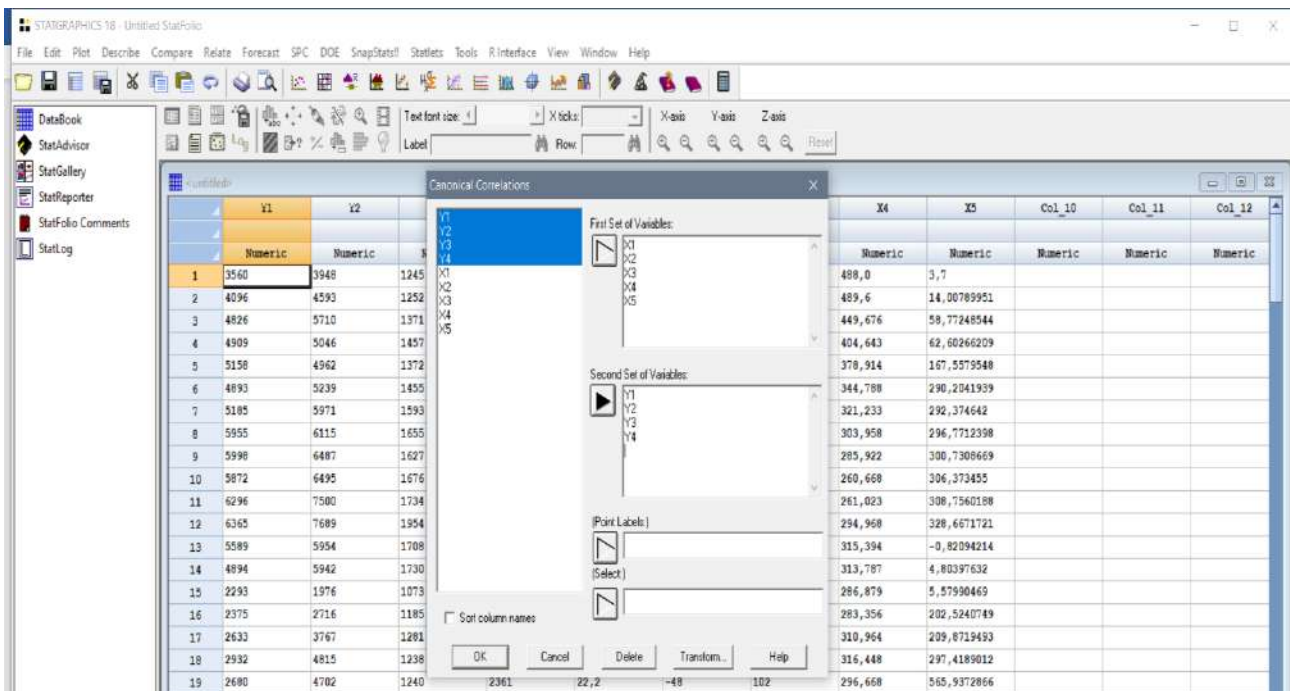 STATGRAPHICS 18 - Untitled StatFolio
File Edit Plot Describe Compare Relate Forecast SPC DOE SnapStats!! Statlets Tools R Interface View Window Help
DataBook
StatAdvisor
StatGallery
StatReporter
StatFolio Comments
StatLog
Text font size: X ticks: X-axis Y-axis Z-axis
Log Label Row: Reset
<untitled>
Y1 Y2 X4 X5 Col_10 Col_11 Col_12
Numeric Numeric N Numeric Numeric Numeric Numeric Numeric
1 3560 3948 1245 488,0 3,7
2 4096 4593 1252 489,6 14,00789951
3 4826 5710 1371 449,676 58,77248544
4 4909 5046 1457 404,643 62,60266209
5 5158 4962 1372 378,914 167,5579548
6 4893 5239 1455 344,788 290,2041939
7 5185 5971 1593 321,233 292,374642
8 5955 6115 1655 303,958 296,7712398
9 5998 6487 1627 285,922 300,7308669
10 5872 6495 1676 260,668 306,373455
11 6296 7500 1734 261,023 308,7560188
12 6365 7689 1954 294,968 328,6671721
13 5589 5954 1708 315,394 -0,82094214
14 4894 5942 1730 313,787 4,80397632
15 2293 1976 1073 286,879 5,57990469
16 2375 2716 1185 283,356 202,5240749
17 2633 3767 1281 310,964 209,8719493
18 2932 4815 1238 316,448 297,4189012
19 2680 4702 1240 2361 22,2 -48 102 296,668 565,9372866
Canonical Correlations
Y1
Y2
Y3
Y4
X1
X2
X3
X4
X5
First Set of Variables:
X1
X2
X3
X4
X5
Second Set of Variables:
Y1
Y2
Y3
Y4
(Point Labels:)
(Select:)
Sort column names
OK Cancel Delete Transform... Help